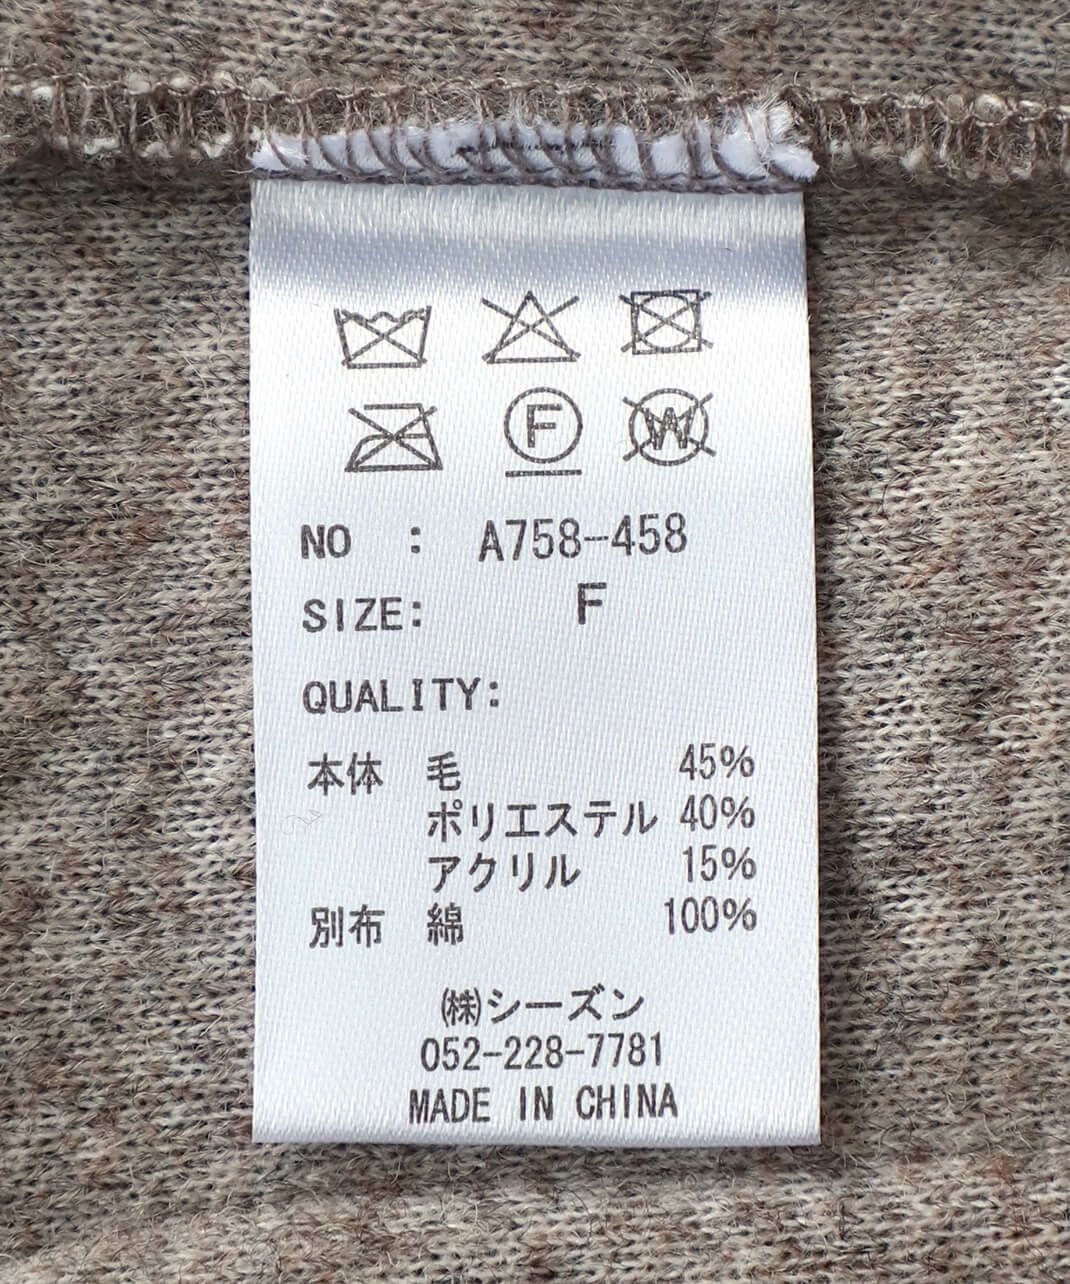 F W
NO : A758-458
SIZE: F
QUALITY:
本体 毛 45%
ポリエステル 40%
アクリル 15%
別布 綿 100%
㈱シーズン
052-228-7781
MADE IN CHINA